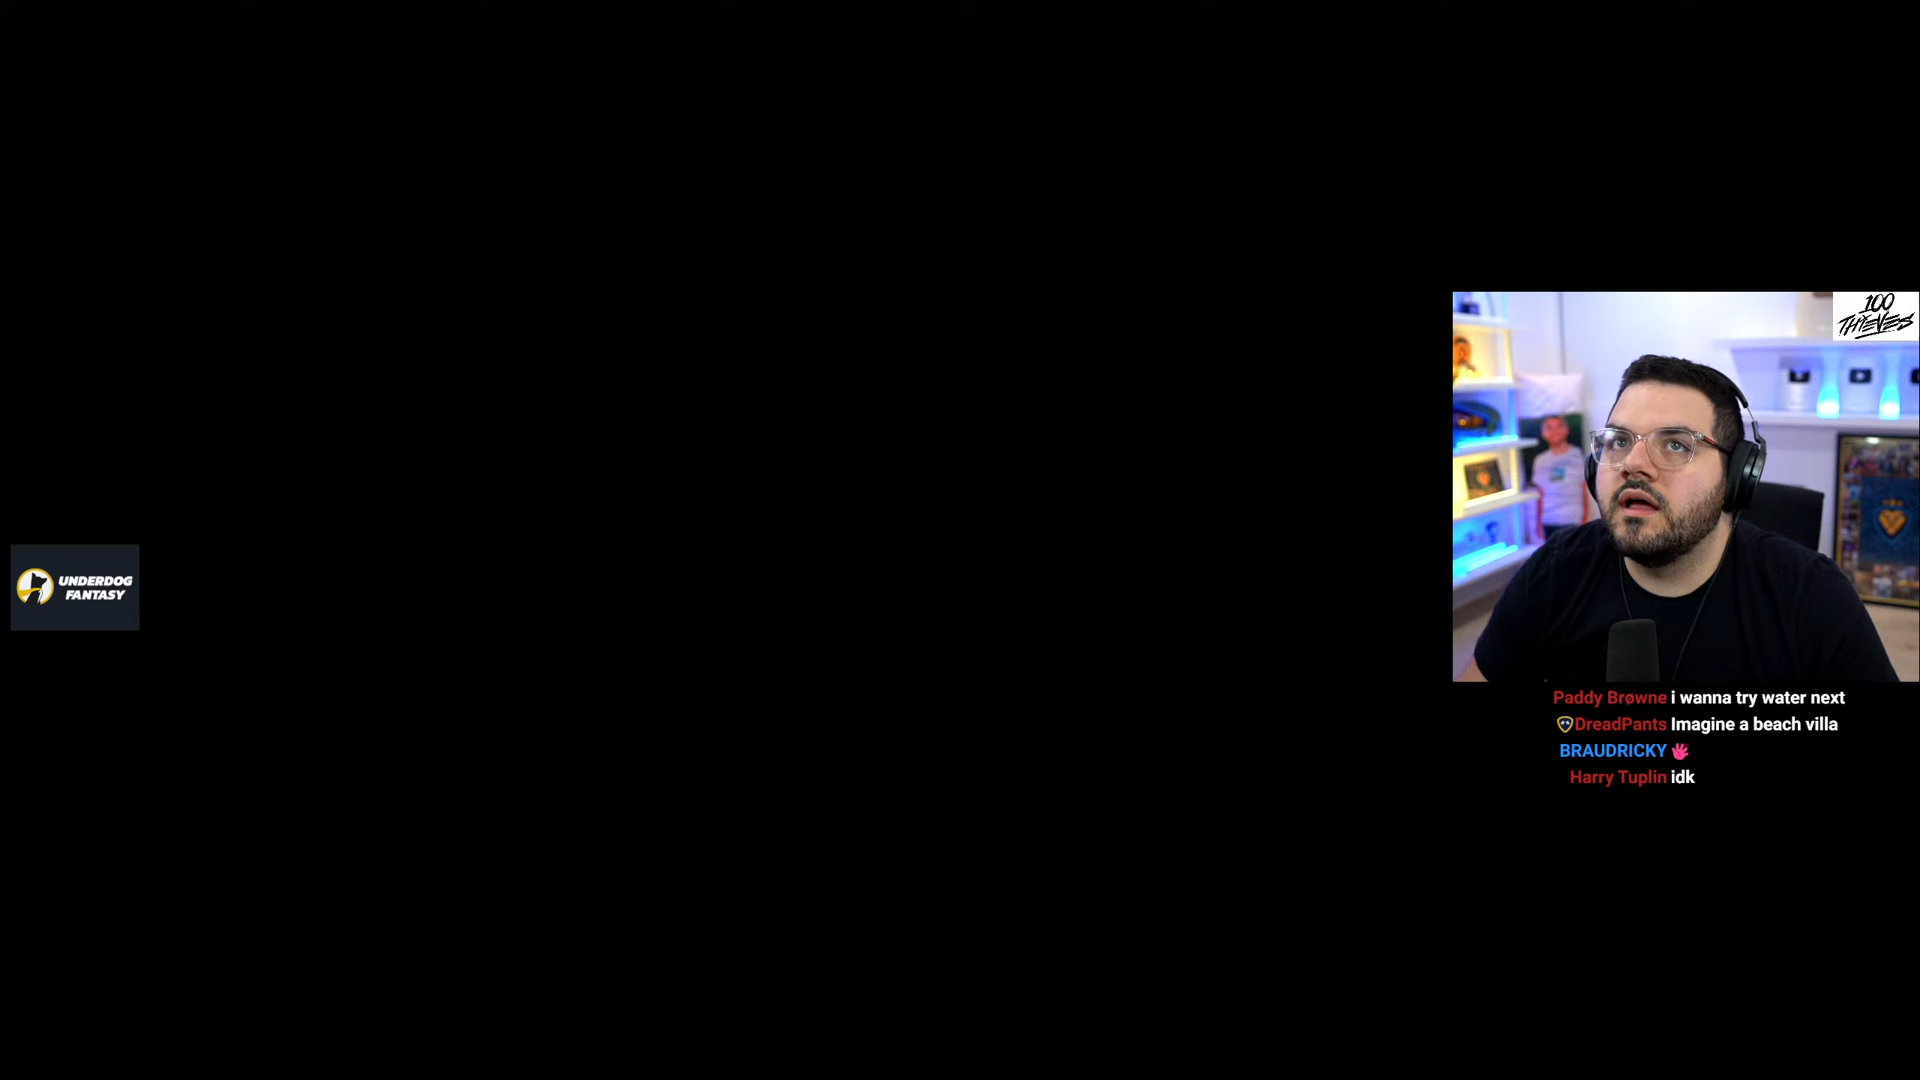 100
THIEVES
UNDERDOG
FANTASY
Paddy Brøwne i wanna try water next
DreadPants Imagine a beach villa
BRAUDRICKY
Harry Tuplin idk